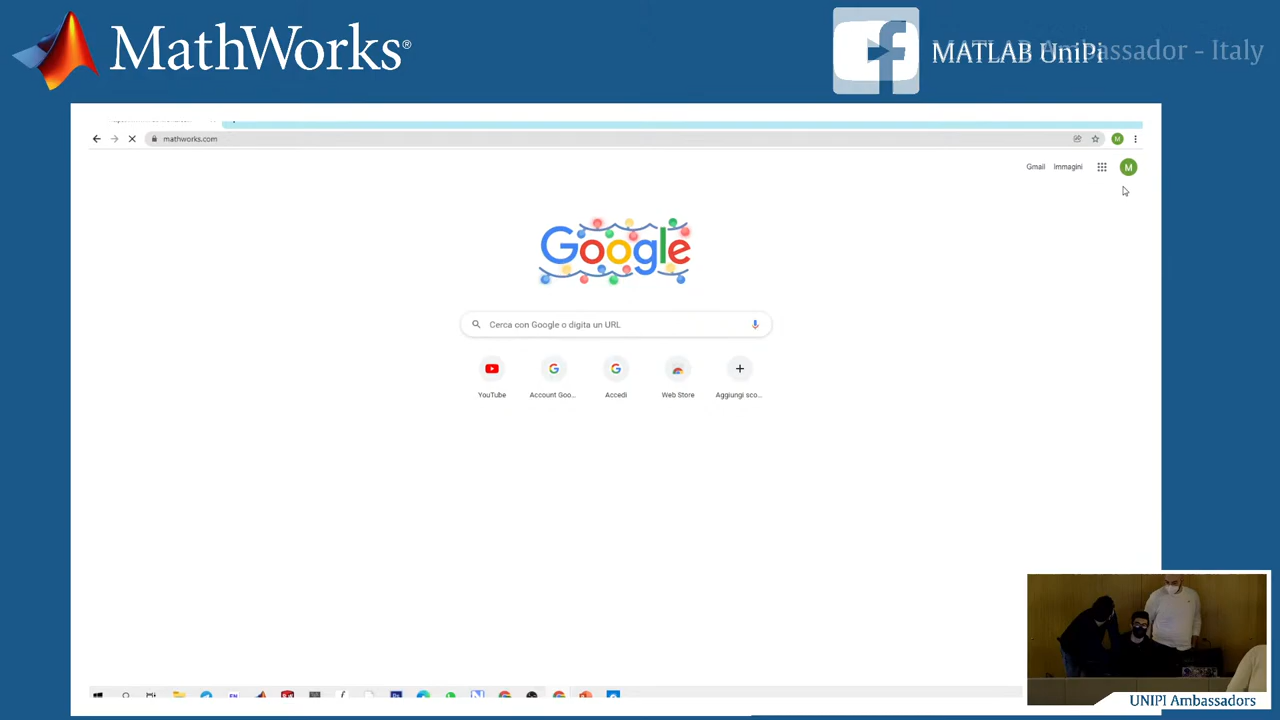 MathWorks®
MATLAB UniPi
Ambassador - Italy
mathworks.com
M
Gmail
Immagini
M
Google
Cerca con Google o digita un URL
YouTube
Account Goo...
Accedi
Web Store
Aggiungi sco...
UNIPI Ambassadors